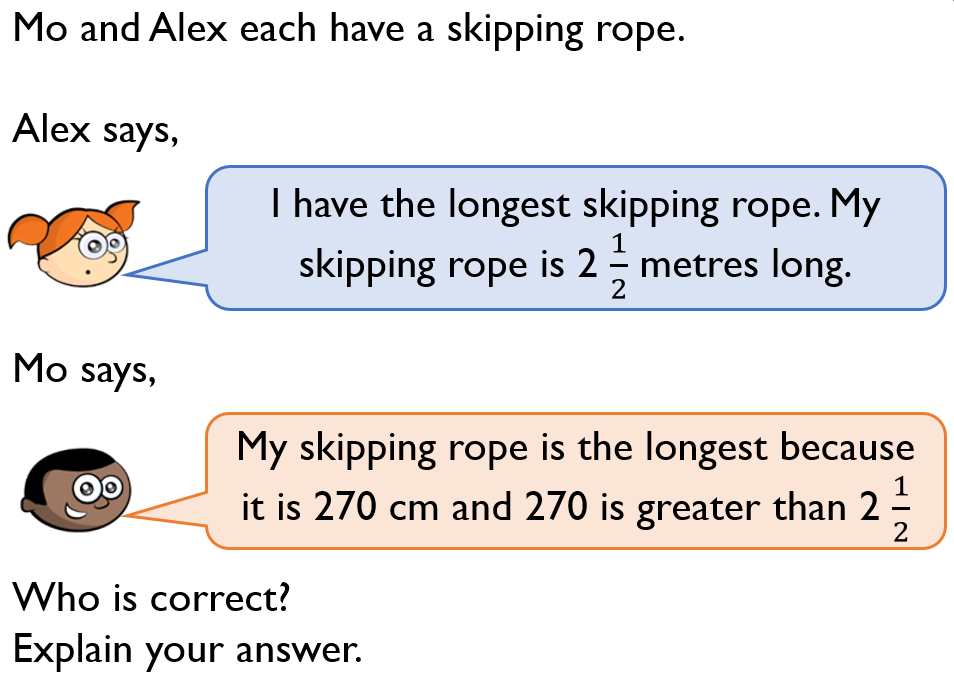 Mo and Alex each have a skipping rope.
Alex says,
I have the longest skipping rope. My
skipping rope is 2 1/2 metres long.
Mo says,
My skipping rope is the longest because
it is 270 cm and 270 is greater than 2 1/2
Who is correct?
Explain your answer.